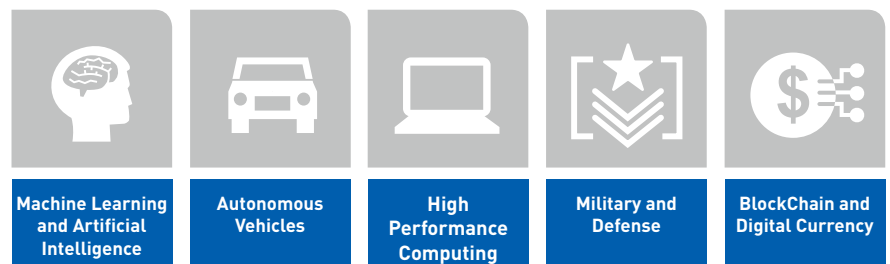 Machine Learning
and Artificial
Intelligence
Autonomous
Vehicles
High
Performance
Computing
Military and
Defense
BlockChain and
Digital Currency